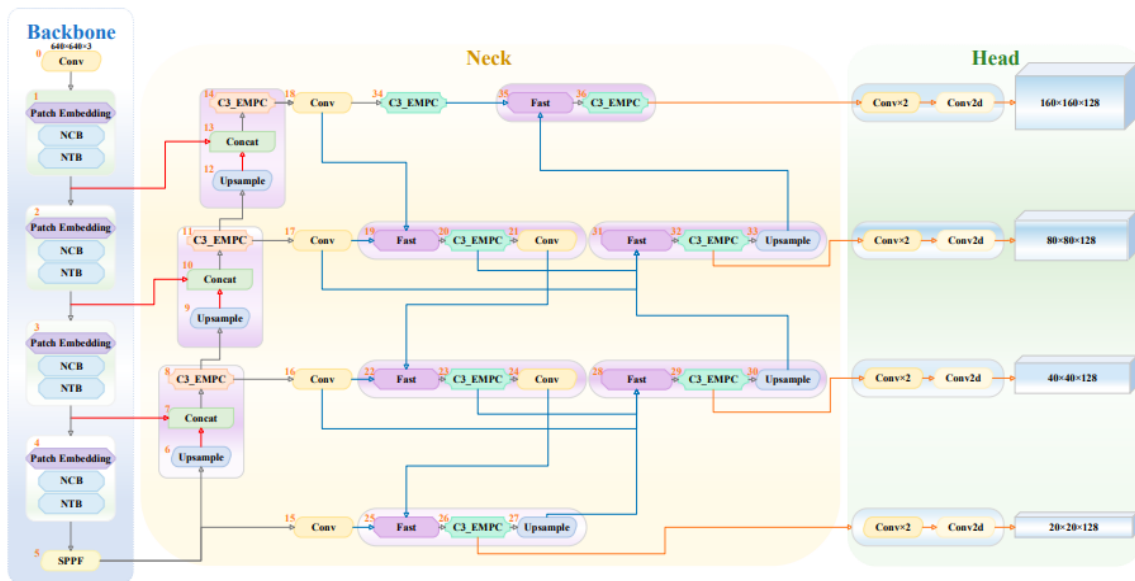 Backbone
640×640×3
0
Conv
1
Patch Embedding
NCB
NTB
2
Patch Embedding
NCB
NTB
3
Patch Embedding
NCB
NTB
4
Patch Embedding
NCB
NTB
5
SPPF
Neck
14
C3_EMPC
13
Concat
12
Upsample
11
C3_EMPC
10
Concat
9
Upsample
8
C3_EMPC
7
Concat
6
Upsample
18
Conv
34
C3_EMPC
35
Fast
36
C3_EMPC
17
Conv
19
Fast
20
C3_EMPC
21
Conv
31
Fast
32
C3_EMPC
33
Upsample
16
Conv
22
Fast
23
C3_EMPC
24
Conv
28
Fast
29
C3_EMPC
30
Upsample
15
Conv
25
Fast
26
C3_EMPC
27
Upsample
Head
Conv×2
Conv2d
160×160×128
Conv×2
Conv2d
80×80×128
Conv×2
Conv2d
40×40×128
Conv×2
Conv2d
20×20×128